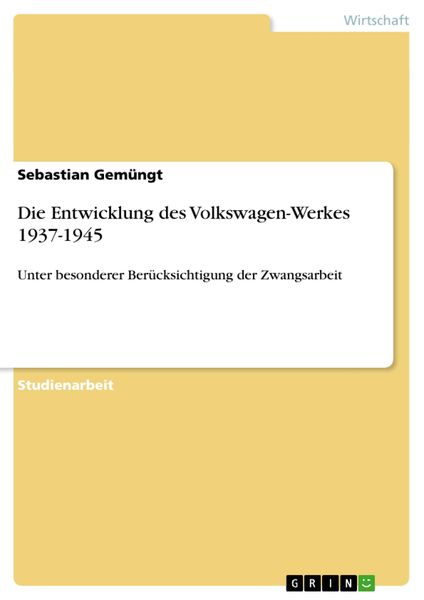 Wirtschaft
Sebastian Gemüngt
Die Entwicklung des Volkswagen-Werkes
1937-1945
Unter besonderer Berücksichtigung der Zwangsarbeit
Studienarbeit
GRIN